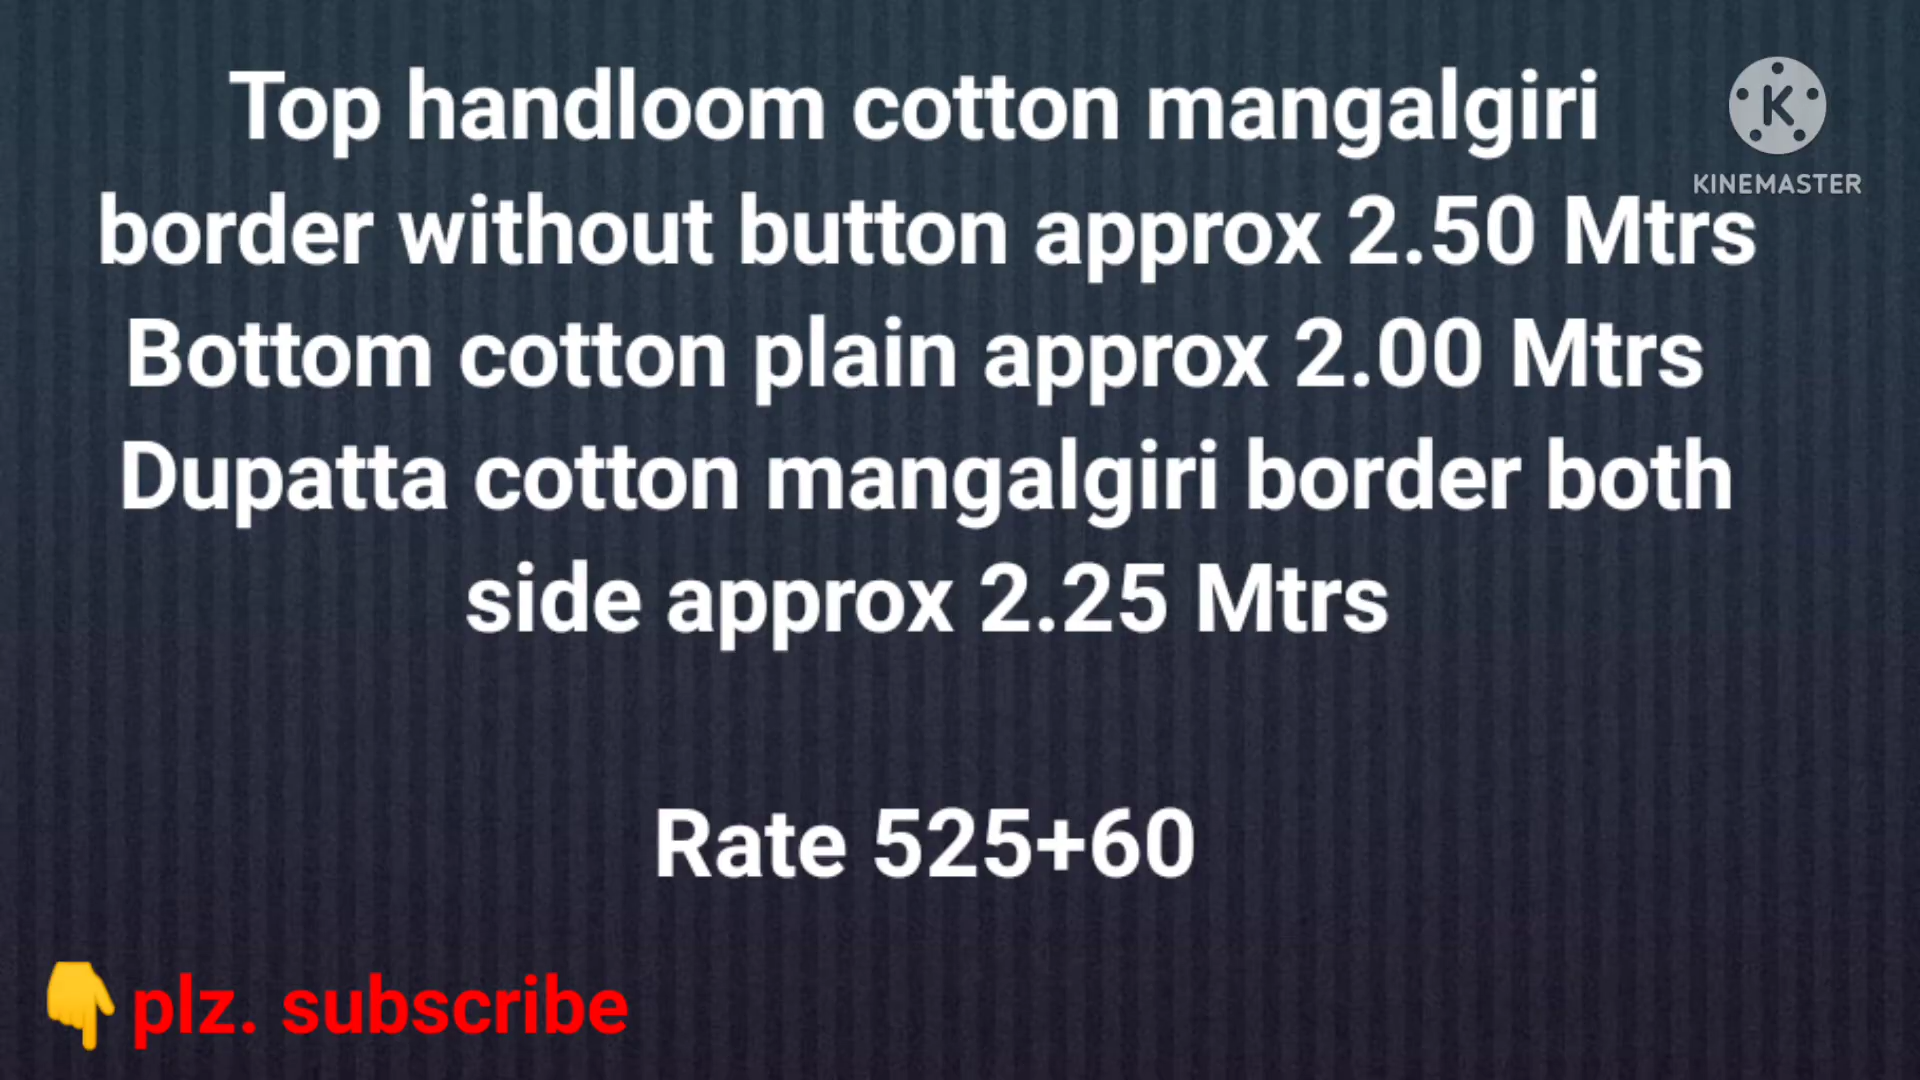 Top handloom cotton mangalgiri
KINEMASTER
border without button approx 2.50 Mtrs
Bottom cotton plain approx 2.00 Mtrs
Dupatta cotton mangalgiri border both
side approx 2.25 Mtrs
Rate 525+60
👇plz. subscribe